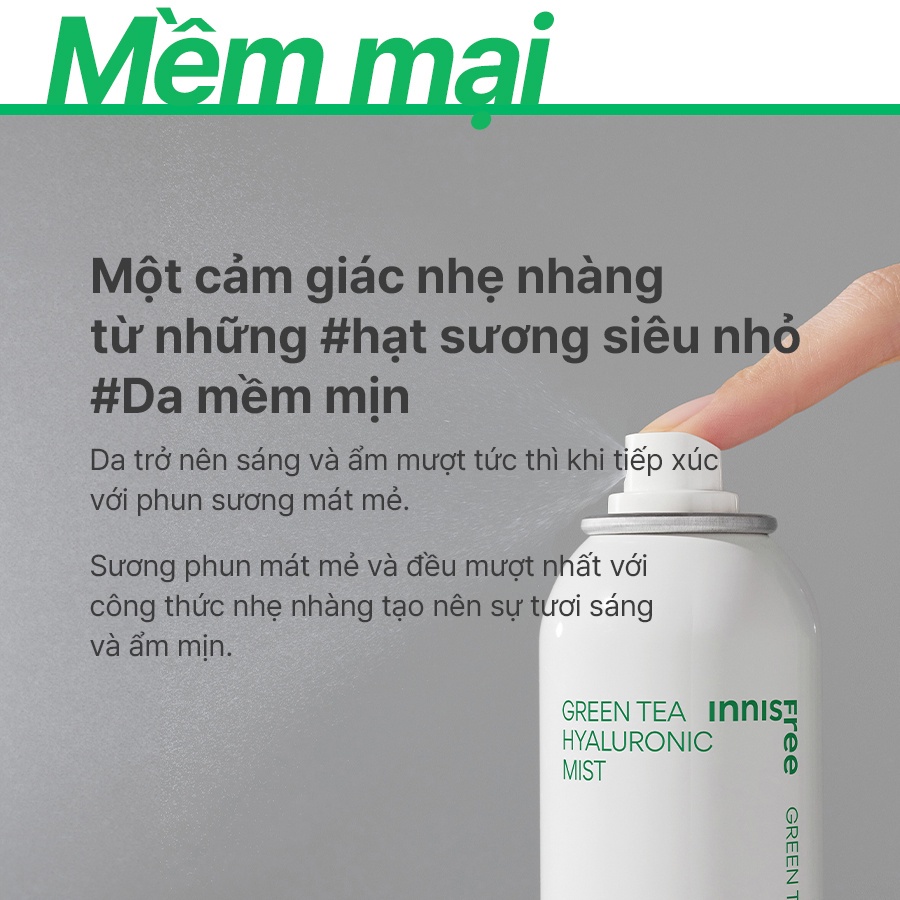 Mềm mại
Một cảm giác nhẹ nhàng
từ những #hạt sương siêu nhỏ
#Da mềm mịn
Da trở nên sáng và ẩm mượt tức thì khi tiếp xúc
với phun sương mát mẻ.
Sương phun mát mẻ và đều mượt nhất với
công thức nhẹ nhàng tạo nên sự tươi sáng
và ẩm mịn.
GREEN TEA
HYALURONIC
MIST
innisfree
GREEN